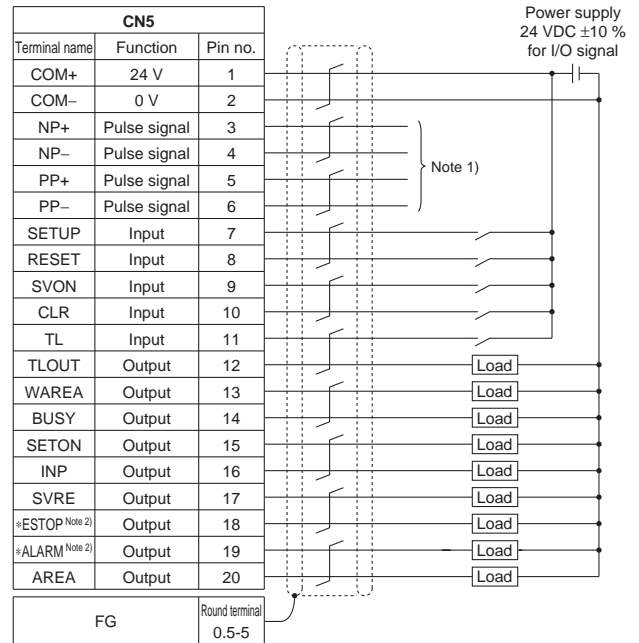 Power supply
24 VDC ±10 %
for I/O signal
CN5
Terminal name Function Pin no.
COM+ 24 V 1
COM− 0 V 2
NP+ Pulse signal 3
NP− Pulse signal 4
PP+ Pulse signal 5
PP− Pulse signal 6
Note 1)
SETUP Input 7
RESET Input 8
SVON Input 9
CLR Input 10
TL Input 11
TLOUT Output 12 Load
WAREA Output 13 Load
BUSY Output 14 Load
SETON Output 15 Load
INP Output 16 Load
SVRE Output 17 Load
*ESTOP Note 2) Output 18 Load
*ALARM Note 2) Output 19 Load
AREA Output 20 Load
FG Round terminal
0.5-5